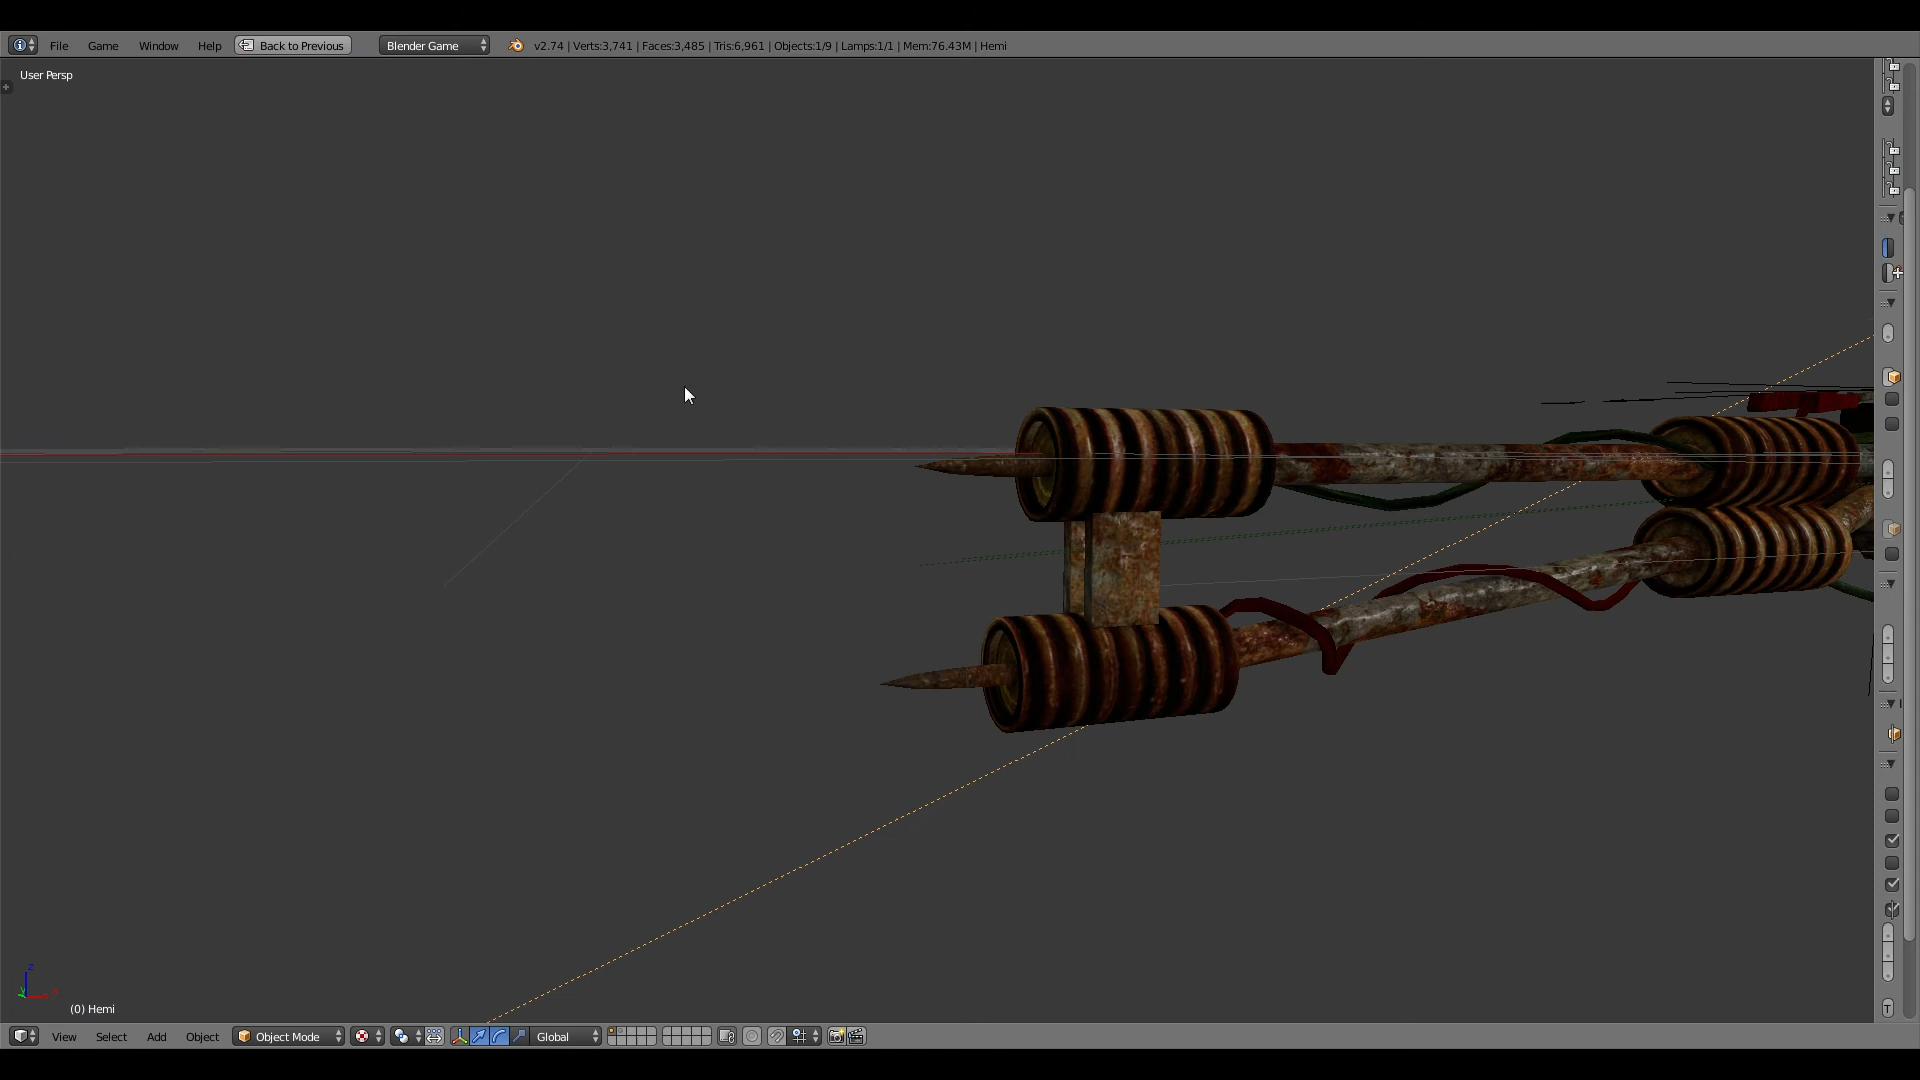 File Game Window Help Back to Previous Blender Game v2.74 | Verts:3,741 | Faces:3,485 | Tris:6,961 | Objects:1/9 | Lamps:1/1 | Mem:76.43M | Hemi
User Persp
(0) Hemi
View Select Add Object Object Mode Global